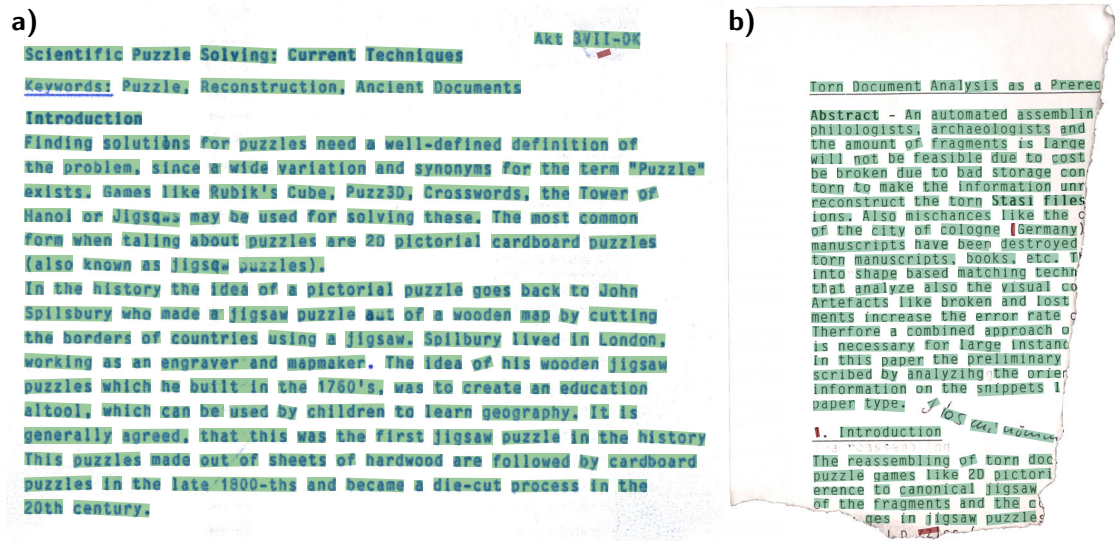 a)
Akt 3VII-DK
Scientific Puzzle Solving: Current Techniques
Keywords: Puzzle, Reconstruction, Ancient Documents
Introduction
Finding solutions for puzzles need a well-defined definition of
the problem, since a wide variation and synonyms for the term "Puzzle"
exists. Games like Rubik's Cube, Puzz3D, Crosswords, the Tower of
Hanoi or may be used for solving these. The most common
form when taling about puzzles are 2D pictorial cardboard puzzles
(also known as puzzles).
In the history the idea of a pictorial puzzle goes back to John
Spilsbury who made a jigsaw puzzle out of a wooden map by cutting
the borders of countries using a jigsaw. Spilbury lived in London,
working as an engraver and mapmaker. The idea of his wooden jigsaw
puzzles which he built in the 1760's, was to create an education
altool, which can be used by children to learn geography. It is
generally agreed, that this was the first jigsaw puzzle in the history
This puzzles made out of sheets of hardwood are followed by cardboard
puzzles in the late 1800-ths and became a die-cut process in the
20th century.
b)
Torn Document Analysis as a Prereq
Abstract - An automated assemblin
philologists, archaeologists and
the amount of fragments is large
will not be feasible due to cost
be broken due to bad storage con
torn to make the information unr
reconstruct the torn Stasi files
ions. Also mischances like the c
of the city of cologne (Germany)
manuscripts have been destroyed
torn manuscripts, books, etc. T
into shape based matching techn
that analyze also the visual co
Artefacts like broken and lost
ments increase the error rate c
Therfore a combined approach o
is necessary for large instanc
in this paper the preliminary
scribed by analyzing the orien
information on the snippets l
paper type.
1. Introduction
The reassembling of torn doc
puzzle games like 2D pictori
erence to canonical jigsaw
of the fragments and the c
ges in jigsaw puzzles